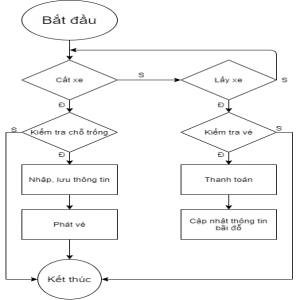 Bắt đầu
Cất xe
S
Lấy xe
S
Đ
Đ
S
Kiểm tra chỗ trống
Kiểm tra vé
S
Đ
Đ
Nhập, lưu thông tin
Thanh toán
Phát vé
Cập nhật thông tin
bãi đỗ
Kết thúc